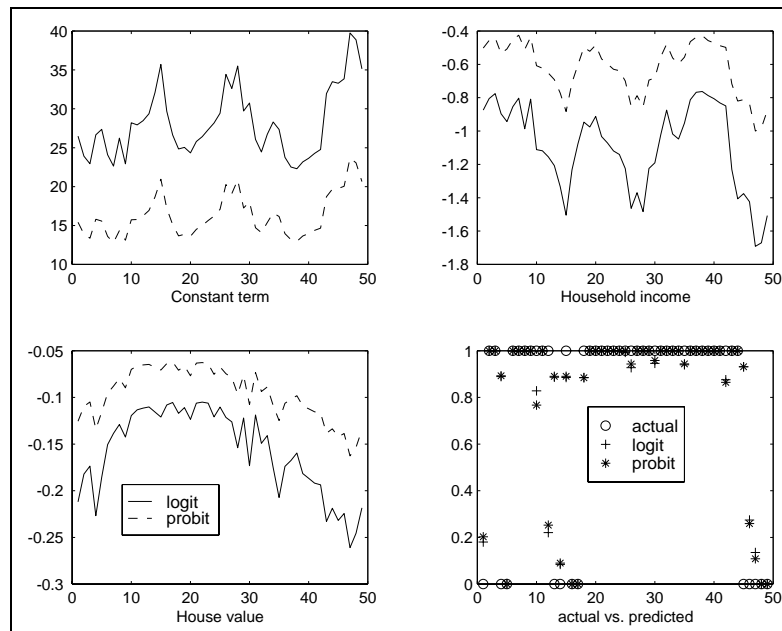 40
35
30
25
20
15
10
0 10 20 30 40 50
Constant term
-0.4
-0.6
-0.8
-1
-1.2
-1.4
-1.6
-1.8
0 10 20 30 40 50
Household income
-0.05
-0.1
-0.15
-0.2
-0.25
-0.3
0 10 20 30 40 50
House value
logit
probit
1
0.8
0.6
0.4
0.2
0
0 10 20 30 40 50
actual vs. predicted
actual
logit
probit